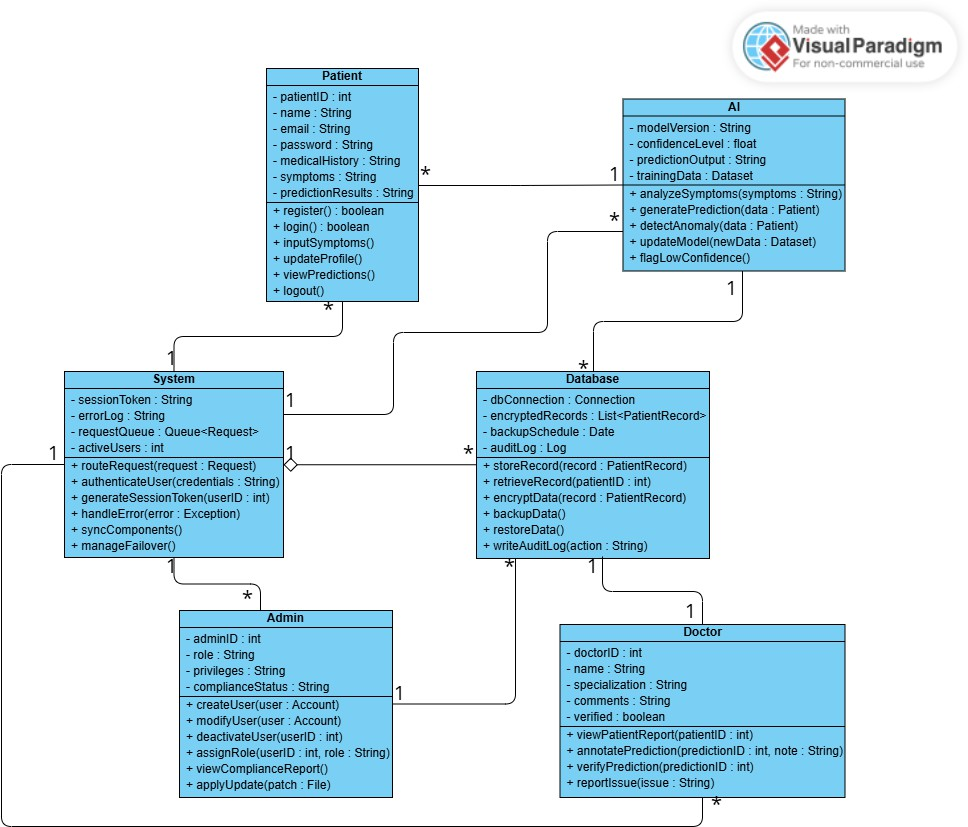 Made with
Visual Paradigm
For non-commercial use
Patient
- patientID : int
- name : String
- email : String
- password : String
- medicalHistory : String
- symptoms : String
- predictionResults : String
+ register() : boolean
+ login() : boolean
+ inputSymptoms()
+ updateProfile()
+ viewPredictions()
+ logout()
AI
- modelVersion : String
- confidenceLevel : float
- predictionOutput : String
- trainingData : Dataset
+ analyzeSymptoms(symptoms : String)
+ generatePrediction(data : Patient)
+ detectAnomaly(data : Patient)
+ updateModel(newData : Dataset)
+ flagLowConfidence()
*
1
*
1
*
1
1
*
System
- sessionToken : String
- errorLog : String
- requestQueue : Queue<Request>
- activeUsers : int
+ routeRequest(request : Request)
+ authenticateUser(credentials : String)
+ generateSessionToken(userID : int)
+ handleError(error : Exception)
+ syncComponents()
+ manageFailover()
Database
- dbConnection : Connection
- encryptedRecords : List<PatientRecord>
- backupSchedule : Date
- auditLog : Log
+ storeRecord(record : PatientRecord)
+ retrieveRecord(patientID : int)
+ encryptData(record : PatientRecord)
+ backupData()
+ restoreData()
+ writeAuditLog(action : String)
1
1
*
1
*
*
1
1
Admin
- adminID : int
- role : String
- privileges : String
- complianceStatus : String
+ createUser(user : Account)
+ modifyUser(user : Account)
+ deactivateUser(userID : int)
+ assignRole(userID : int, role : String)
+ viewComplianceReport()
+ applyUpdate(patch : File)
1
Doctor
- doctorID : int
- name : String
- specialization : String
- comments : String
- verified : boolean
+ viewPatientReport(patientID : int)
+ annotatePrediction(predictionID : int, note : String)
+ verifyPrediction(predictionID : int)
+ reportIssue(issue : String)
*